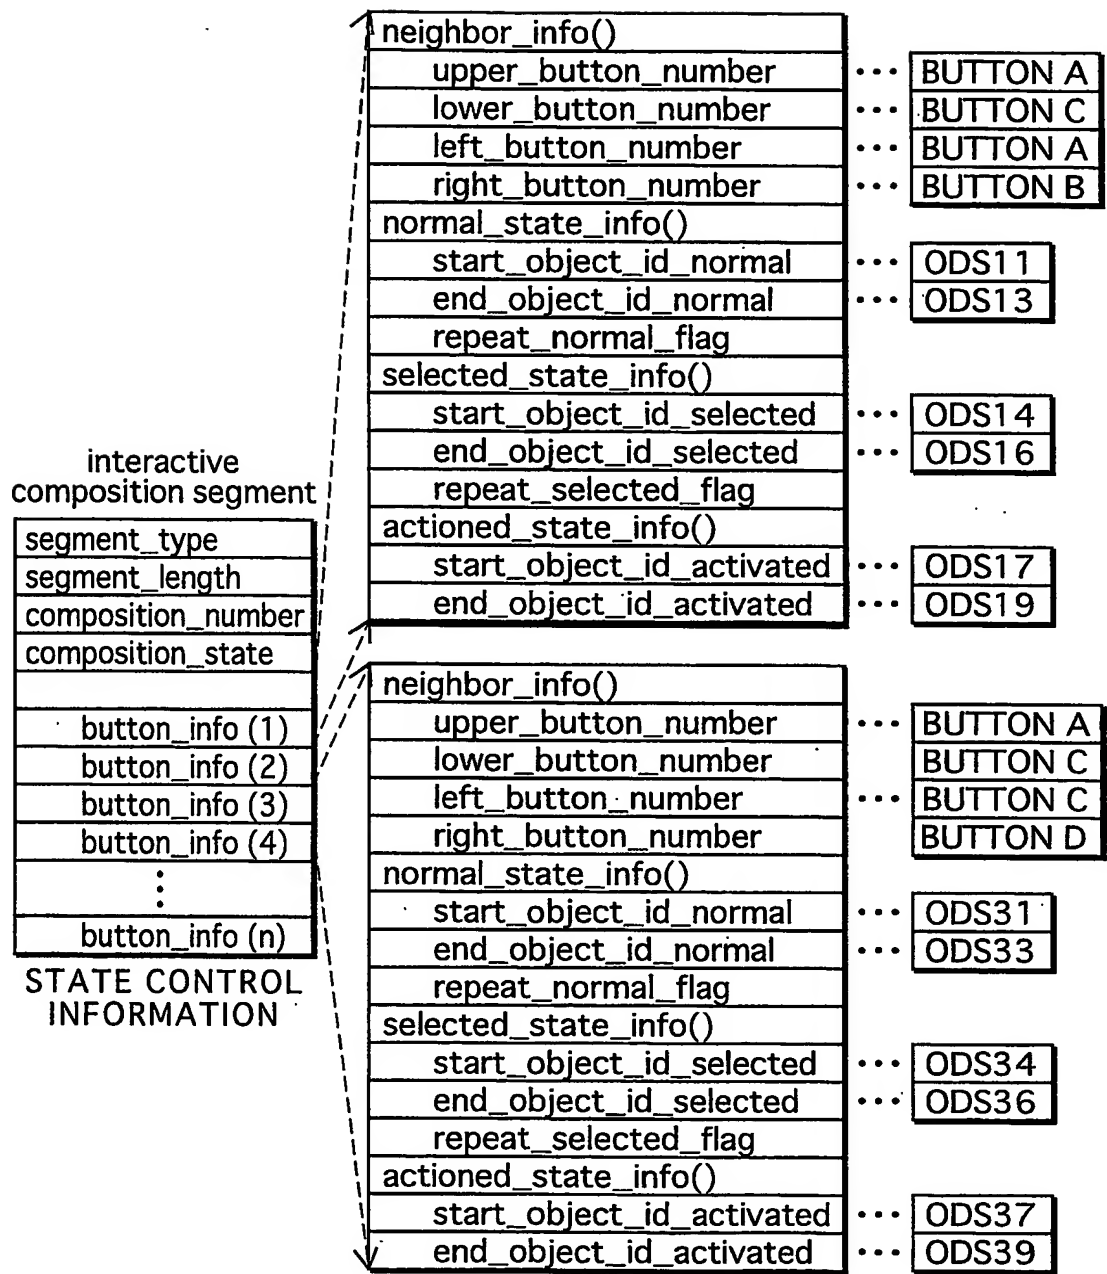 neighbor_info()
upper_button_number ··· BUTTON A
lower_button_number ··· BUTTON C
left_button_number ··· BUTTON A
right_button_number ··· BUTTON B
normal_state_info()
start_object_id_normal ··· ODS11
end_object_id_normal ··· ODS13
repeat_normal_flag
selected_state_info()
start_object_id_selected ··· ODS14
end_object_id_selected ··· ODS16
repeat_selected_flag
actioned_state_info()
start_object_id_activated ··· ODS17
end_object_id_activated ··· ODS19
interactive
composition segment
segment_type
segment_length
composition_number
composition_state
button_info (1)
button_info (2)
button_info (3)
button_info (4)
⋮
button_info (n)
STATE CONTROL
INFORMATION
neighbor_info()
upper_button_number ··· BUTTON A
lower_button_number BUTTON C
left_button_number ··· BUTTON C
right_button_number BUTTON D
normal_state_info()
start_object_id_normal ··· ODS31
end_object_id_normal ··· ODS33
repeat_normal_flag
selected_state_info()
start_object_id_selected ··· ODS34
end_object_id_selected ··· ODS36
repeat_selected_flag
actioned_state_info()
start_object_id_activated ··· ODS37
end_object_id_activated ··· ODS39